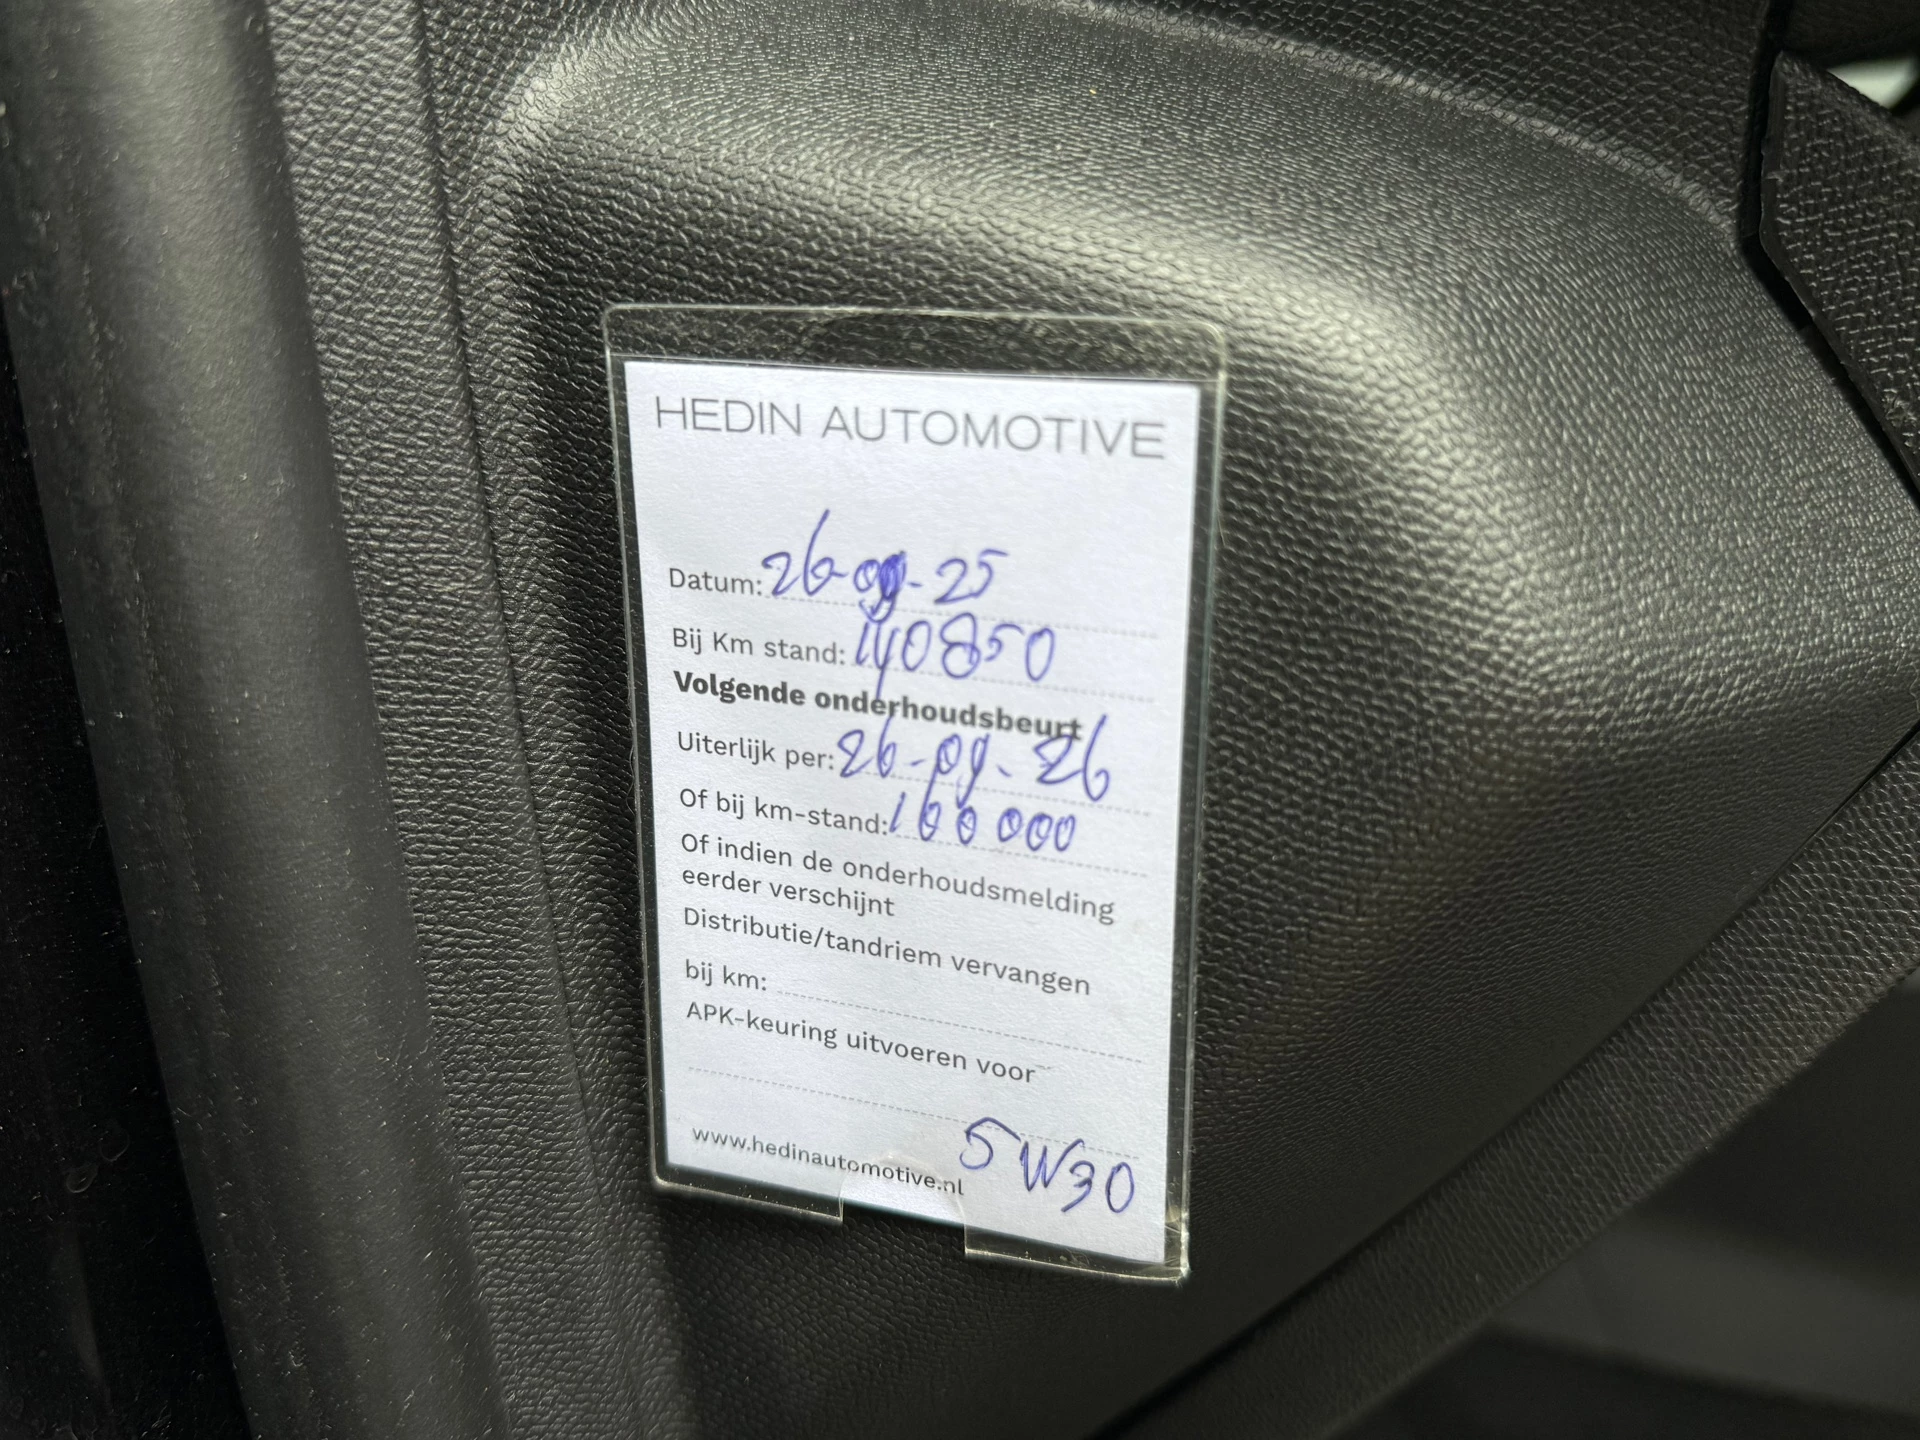 HEDIN AUTOMOTIVE
Datum: 26-09-25
Bij Km stand: 140850
Volgende onderhoudsbeurt
Uiterlijk per: 26-09-26
Of bij km-stand: 160000
Of indien de onderhoudsmelding
eerder verschijnt
Distributie/tandriem vervangen
bij km:
APK-keuring uitvoeren voor
5W30
www.hedinautomotive.nl